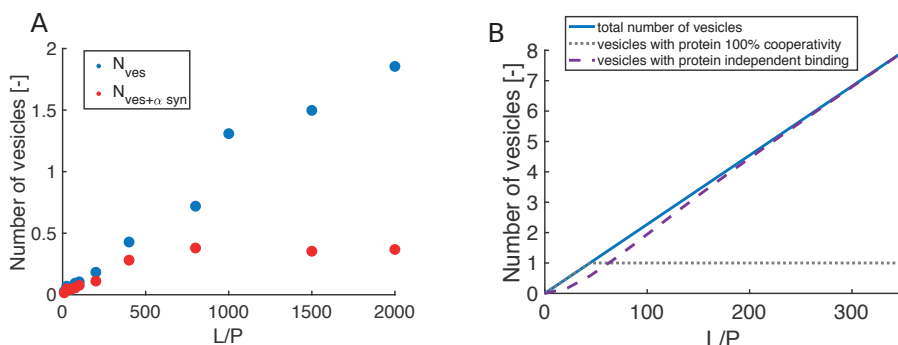 A
Number of vesicles [-]
2
1.5
1
0.5
0
N_ves
N_ves+α syn
0 500 1000 1500 2000
L/P
B
Number of vesicles [-]
8
7
6
5
4
3
2
1
0
total number of vesicles
vesicles with protein 100% cooperativity
vesicles with protein independent binding
0 100 200 300
L/P